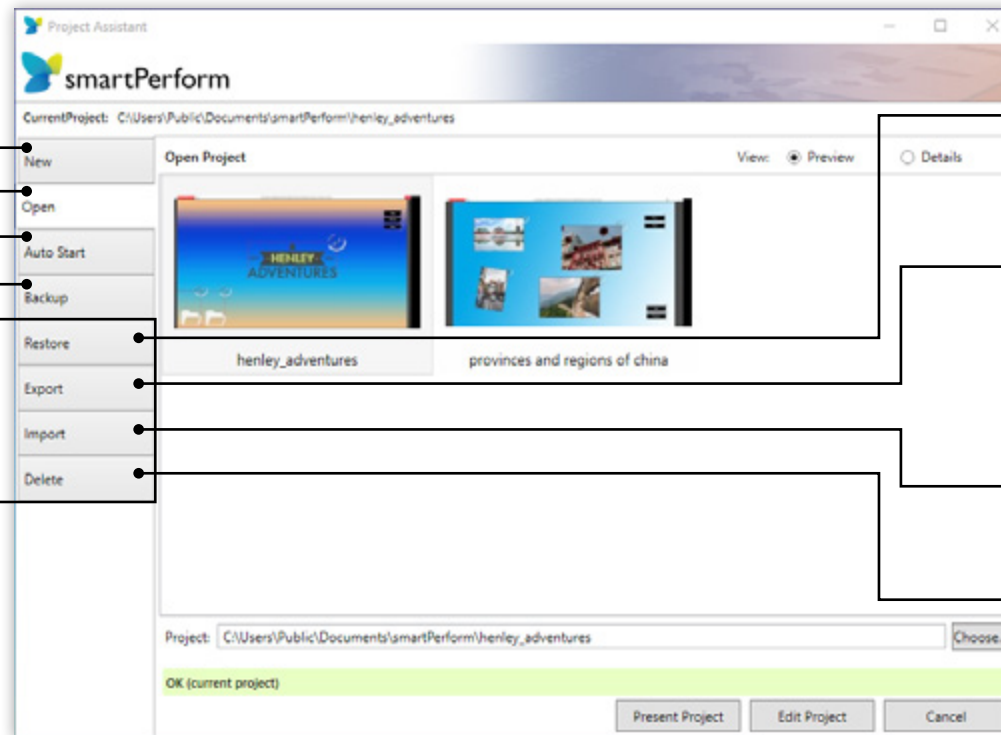 Project Assistant
smartPerform
CurrentProject: C:\Users\Public\Documents\smartPerform\henley_adventures
New
Open
Auto Start
Backup
Restore
Export
Import
Delete
Open Project
View: Preview Details
HENLEY
ADVENTURES
henley_adventures
provinces and regions of china
Project: C:\Users\Public\Documents\smartPerform\henley_adventures
Choose...
OK (current project)
Present Project
Edit Project
Cancel